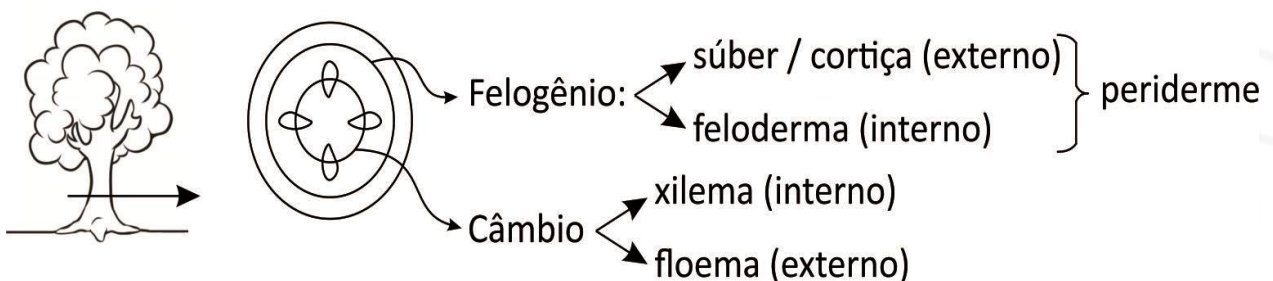 súber / cortiça (externo)
Felogênio:
periderme
feloderma (interno)
xilema (interno)
Câmbio
floema (externo)